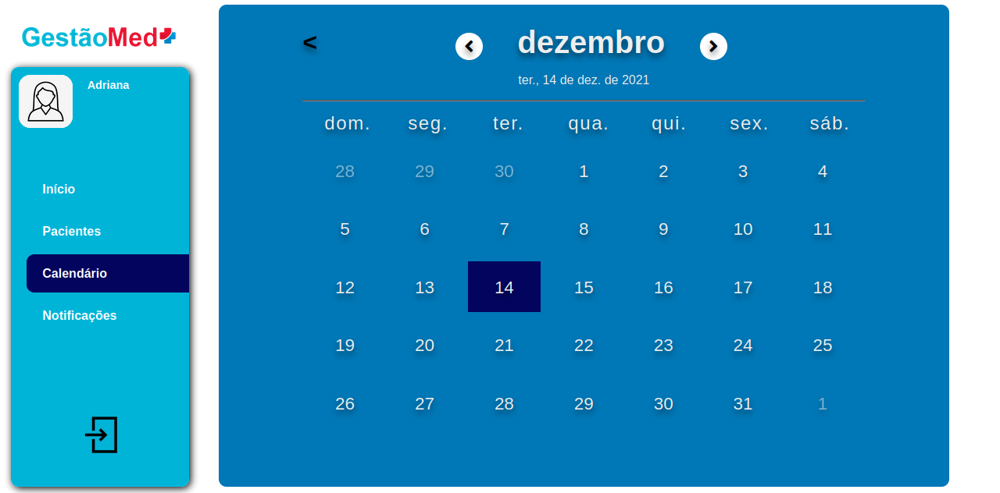 GestãoMed
Adriana
Início
Pacientes
Calendário
Notificações
<
dezembro
ter., 14 de dez. de 2021
dom. seg. ter. qua. qui. sex. sáb.
28 29 30 1 2 3 4
5 6 7 8 9 10 11
12 13 14 15 16 17 18
19 20 21 22 23 24 25
26 27 28 29 30 31 1